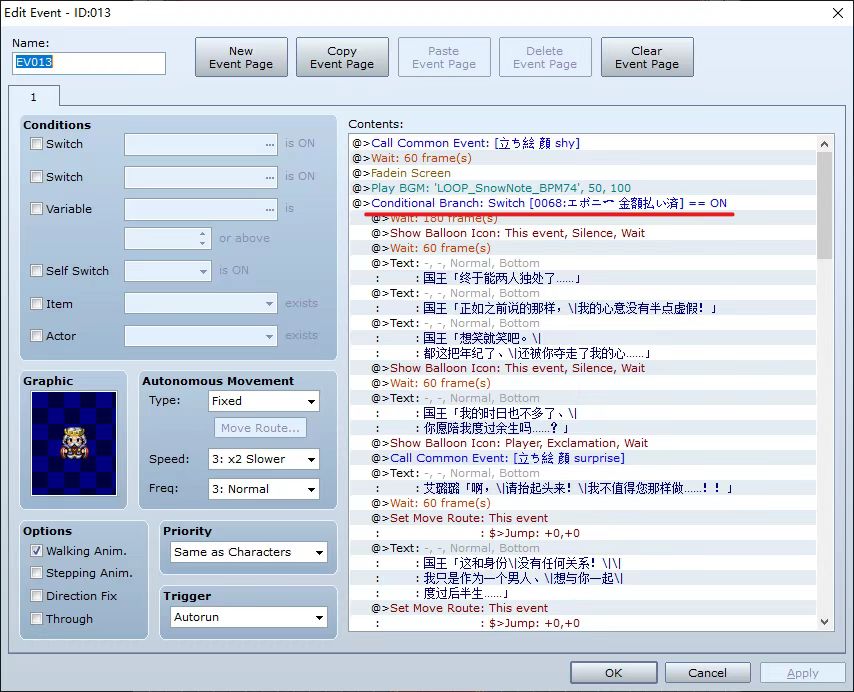 Edit Event - ID:013
Name:
EV013
New
Event Page
Copy
Event Page
Paste
Event Page
Delete
Event Page
Clear
Event Page
1
Conditions
Switch
... is ON
Switch
... is ON
Variable
... is
or above
Self Switch
is ON
Item
exists
Actor
exists
Graphic
Autonomous Movement
Type:
Fixed
Move Route...
Speed:
3: x2 Slower
Freq:
3: Normal
Options
Walking Anim.
Stepping Anim.
Direction Fix
Through
Priority
Same as Characters
Trigger
Autorun
Contents:
@>Call Common Event: [立ち絵 顔 shy]
@>Wait: 60 frame(s)
@>Fadein Screen
@>Play BGM: 'LOOP_SnowNote_BPM74', 50, 100
@>Conditional Branch: Switch [0068:エポニー 金額払い済] == ON
@>Wait: 180 frame(s)
@>Show Balloon Icon: This event, Silence, Wait
@>Wait: 60 frame(s)
@>Text: -, -, Normal, Bottom
: : 国王「终于能两人独处了……」
@>Text: -, -, Normal, Bottom
: : 国王「正如之前说的那样，\|我的心意没有半点虚假！」
@>Text: -, -, Normal, Bottom
: : 国王「想笑就笑吧。\|
: : 都这把年纪了、\|还被你夺走了我的心……」
@>Show Balloon Icon: This event, Silence, Wait
@>Wait: 60 frame(s)
@>Text: -, -, Normal, Bottom
: : 国王「我的时日也不多了、\|
: : 你愿陪我度过余生吗……？」
@>Show Balloon Icon: Player, Exclamation, Wait
@>Call Common Event: [立ち絵 顔 surprise]
@>Text: -, -, Normal, Bottom
: : 艾璐璐「啊，\|请抬起头来！\|我不值得您那样做……！！」
@>Wait: 60 frame(s)
@>Set Move Route: This event
: : $>Jump: +0,+0
@>Text: -, -, Normal, Bottom
: : 国王「这和身份\|没有任何关系！\|\|
: : 我只是作为一个男人、\|想与你一起\|
: : 度过后半生……」
@>Set Move Route: This event
: : $>Jump: +0,+0
OK
Cancel
Apply